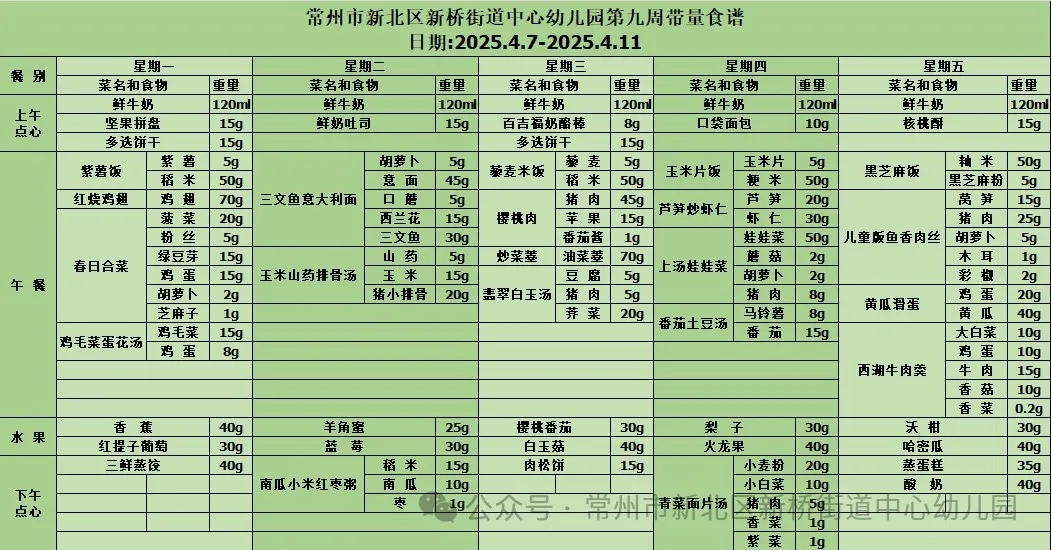 常州市新北区新桥街道中心幼儿园第九周带量食谱
日期:2025.4.7-2025.4.11
餐 别 星期一 星期二 星期三 星期四 星期五
菜名和食物 重量 菜名和食物 重量 菜名和食物 重量 菜名和食物 重量 菜名和食物 重量
上午点心 鲜牛奶 120ml 鲜牛奶 120ml 鲜牛奶 120ml 鲜牛奶 120ml 鲜牛奶 120ml
坚果拼盘 15g 鲜奶吐司 15g 百吉福奶酪棒 8g 口袋面包 10g 核桃酥 15g
多选饼干 15g 多选饼干 15g
午 餐 紫薯饭 紫 薯 5g 三文鱼意大利面 胡萝卜 5g 藜麦米饭 藜 麦 5g 玉米片饭 玉米片 5g 黑芝麻饭 籼 米 50g
稻 米 50g 意 面 45g 稻 米 50g 粳 米 50g 黑芝麻粉 5g
红烧鸡翅 鸡 翅 70g 口 蘑 5g 樱桃肉 猪 肉 45g 芦笋炒虾仁 芦 笋 20g 儿童版鱼香肉丝 莴 笋 15g
春日合菜 菠 菜 20g 西兰花 15g 苹 果 15g 虾 仁 30g 猪 肉 25g
粉 丝 5g 三文鱼 30g 番茄酱 1g 上汤娃娃菜 娃娃菜 50g 胡萝卜 5g
绿豆芽 15g 玉米山药排骨汤 山 药 5g 炒菜薹 油菜薹 70g 蘑 菇 2g 木 耳 1g
鸡 蛋 15g 玉 米 15g 翡翠白玉汤 豆 腐 5g 胡萝卜 2g 彩 椒 2g
胡萝卜 2g 猪小排骨 20g 猪 肉 5g 猪 肉 8g 黄瓜滑蛋 鸡 蛋 20g
芝麻子 1g 荠 菜 20g 番茄土豆汤 马铃薯 8g 黄 瓜 40g
鸡毛菜蛋花汤 鸡毛菜 15g 番 茄 15g 西湖牛肉羹 大白菜 10g
鸡 蛋 8g 鸡 蛋 10g
牛 肉 15g
香 菇 10g
香 菜 0.2g
水 果 香 蕉 40g 羊角蜜 25g 樱桃番茄 30g 梨 子 30g 沃 柑 30g
红提子葡萄 30g 蓝 莓 30g 白玉菇 40g 火龙果 40g 哈密瓜 40g
下午点心 三鲜蒸饺 40g 南瓜小米红枣粥 稻 米 15g 肉松饼 15g 青菜面片汤 小麦粉 20g 蒸蛋糕 35g
南 瓜 10g 小白菜 10g 酸 奶 40g
枣 1g 猪 肉 5g
香 菜 1g
紫 菜 1g
公众号 · 常州市新北区新桥街道中心幼儿园